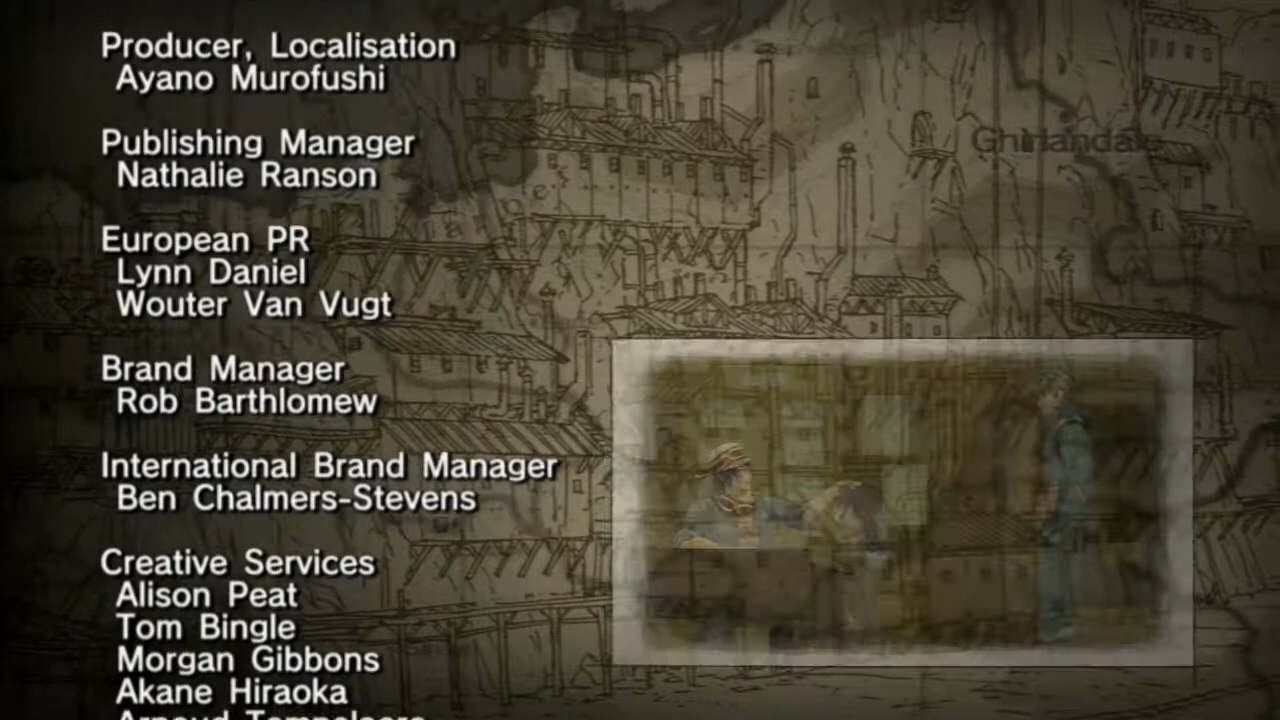 Producer, Localisation
Ayano Murofushi
Publishing Manager
Nathalie Ranson
European PR
Lynn Daniel
Wouter Van Vugt
Brand Manager
Rob Barthlomew
International Brand Manager
Ben Chalmers-Stevens
Creative Services
Alison Peat
Tom Bingle
Morgan Gibbons
Akane Hiraoka